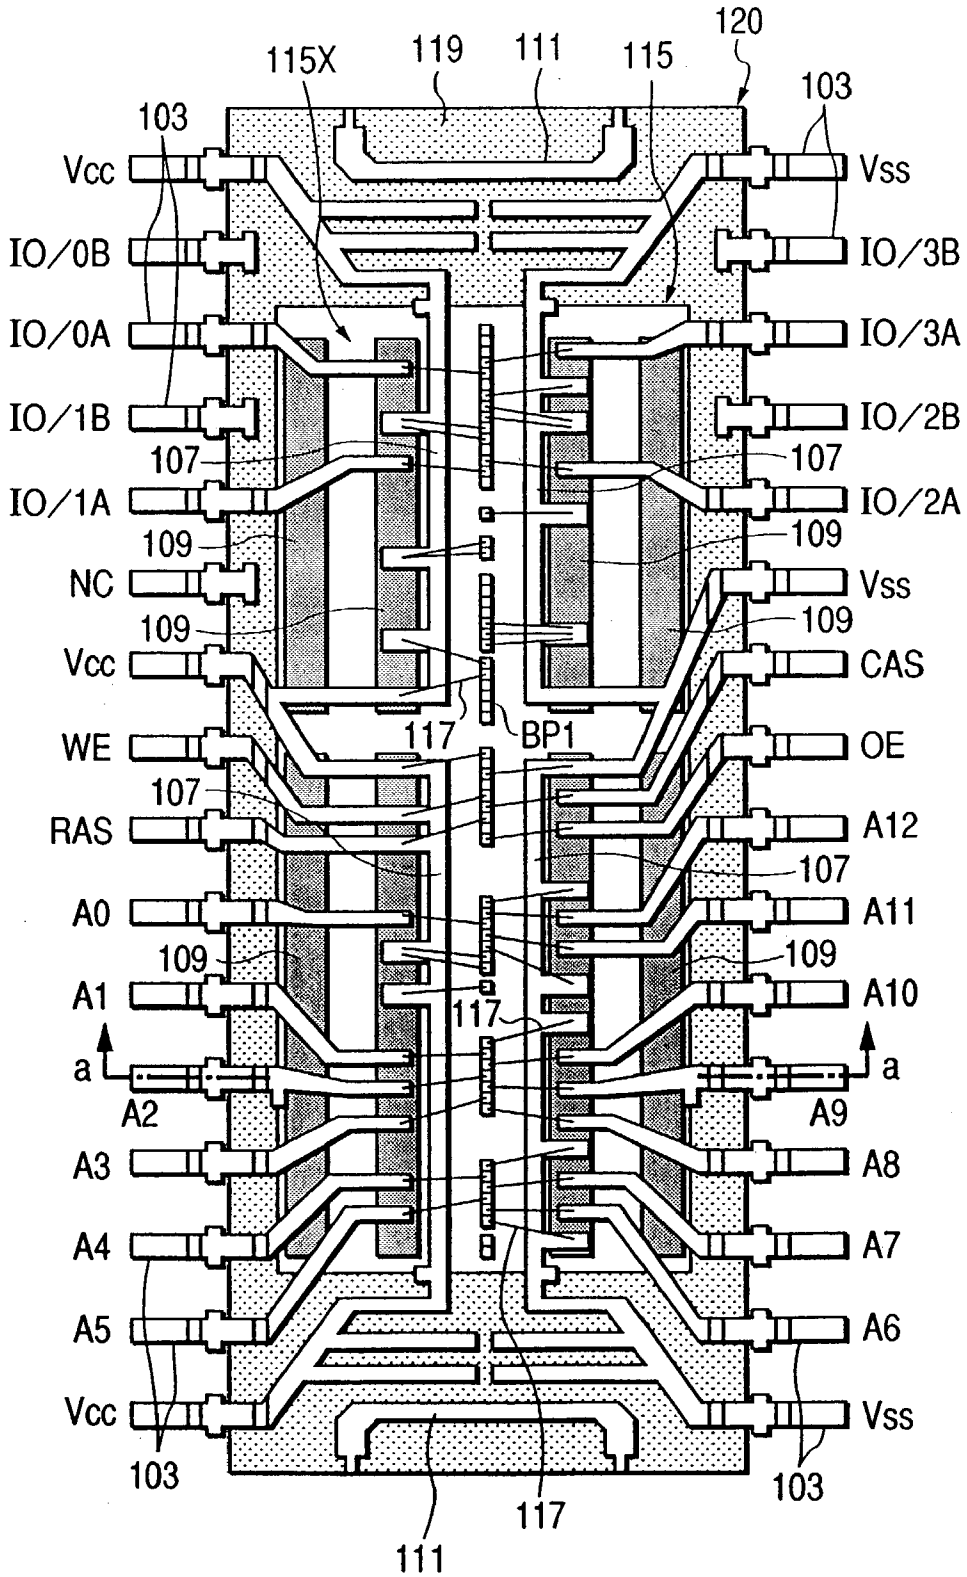 120
119
111
115
115X
103
103
Vcc
Vss
IO/0B
IO/3B
IO/0A
IO/3A
IO/1B
IO/2B
107
107
IO/1A
IO/2A
109
109
NC
Vss
109
109
Vcc
CAS
117
BP1
WE
OE
107
RAS
A12
107
A0
A11
109
109
A1
A10
117
a
a
A2
A9
A3
A8
A4
A7
A5
A6
Vcc
Vss
103
103
117
111